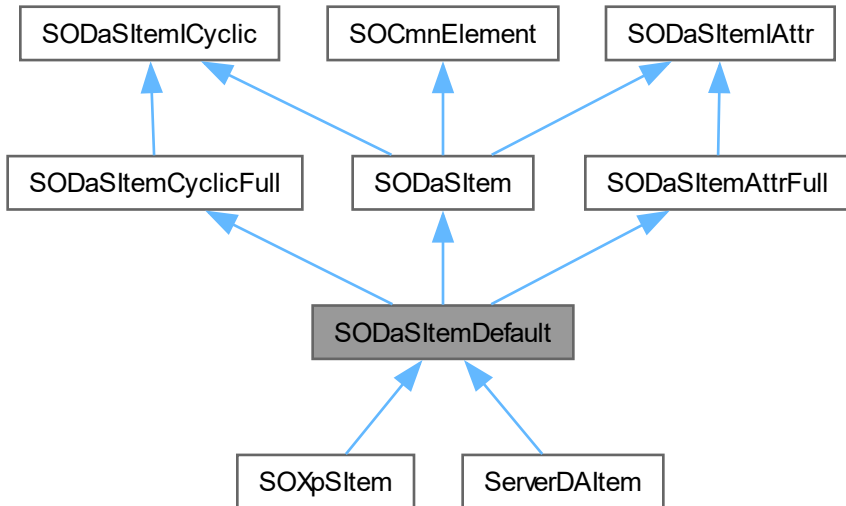 SODaSItemICyclic
SOCmnElement
SODaSItemIAttr
SODaSItemCyclicFull
SODaSItem
SODaSItemAttrFull
SODaSItemDefault
SOXpSItem
ServerDAItem